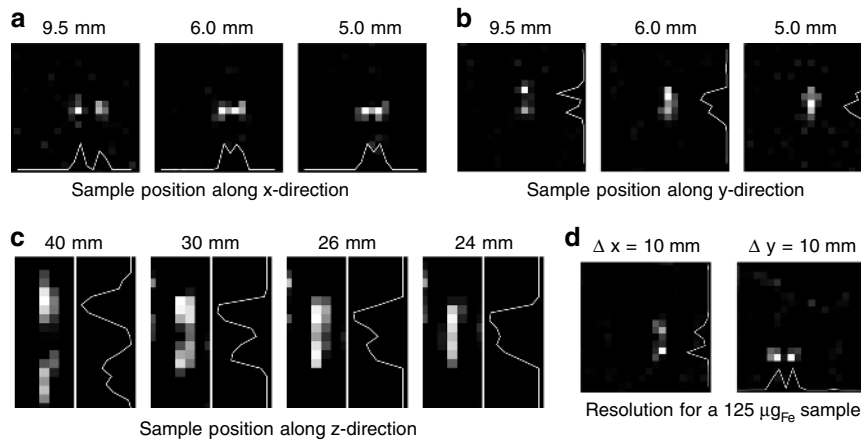 a
9.5 mm 6.0 mm 5.0 mm
Sample position along x-direction
b
9.5 mm 6.0 mm 5.0 mm
Sample position along y-direction
c
40 mm 30 mm 26 mm 24 mm
Sample position along z-direction
d
Δ x = 10 mm Δ y = 10 mm
Resolution for a 125 μgFe sample